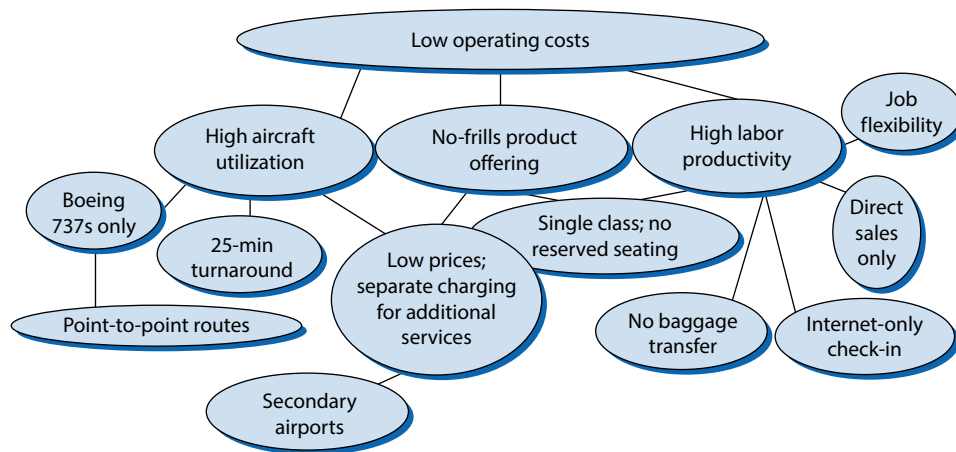 Low operating costs
High aircraft
utilization
No-frills product
offering
High labor
productivity
Job
flexibility
Boeing
737s only
25-min
turnaround
Low prices;
separate charging
for additional
services
Single class; no
reserved seating
Direct
sales only
Point-to-point routes
No baggage
transfer
Internet-only
check-in
Secondary
airports